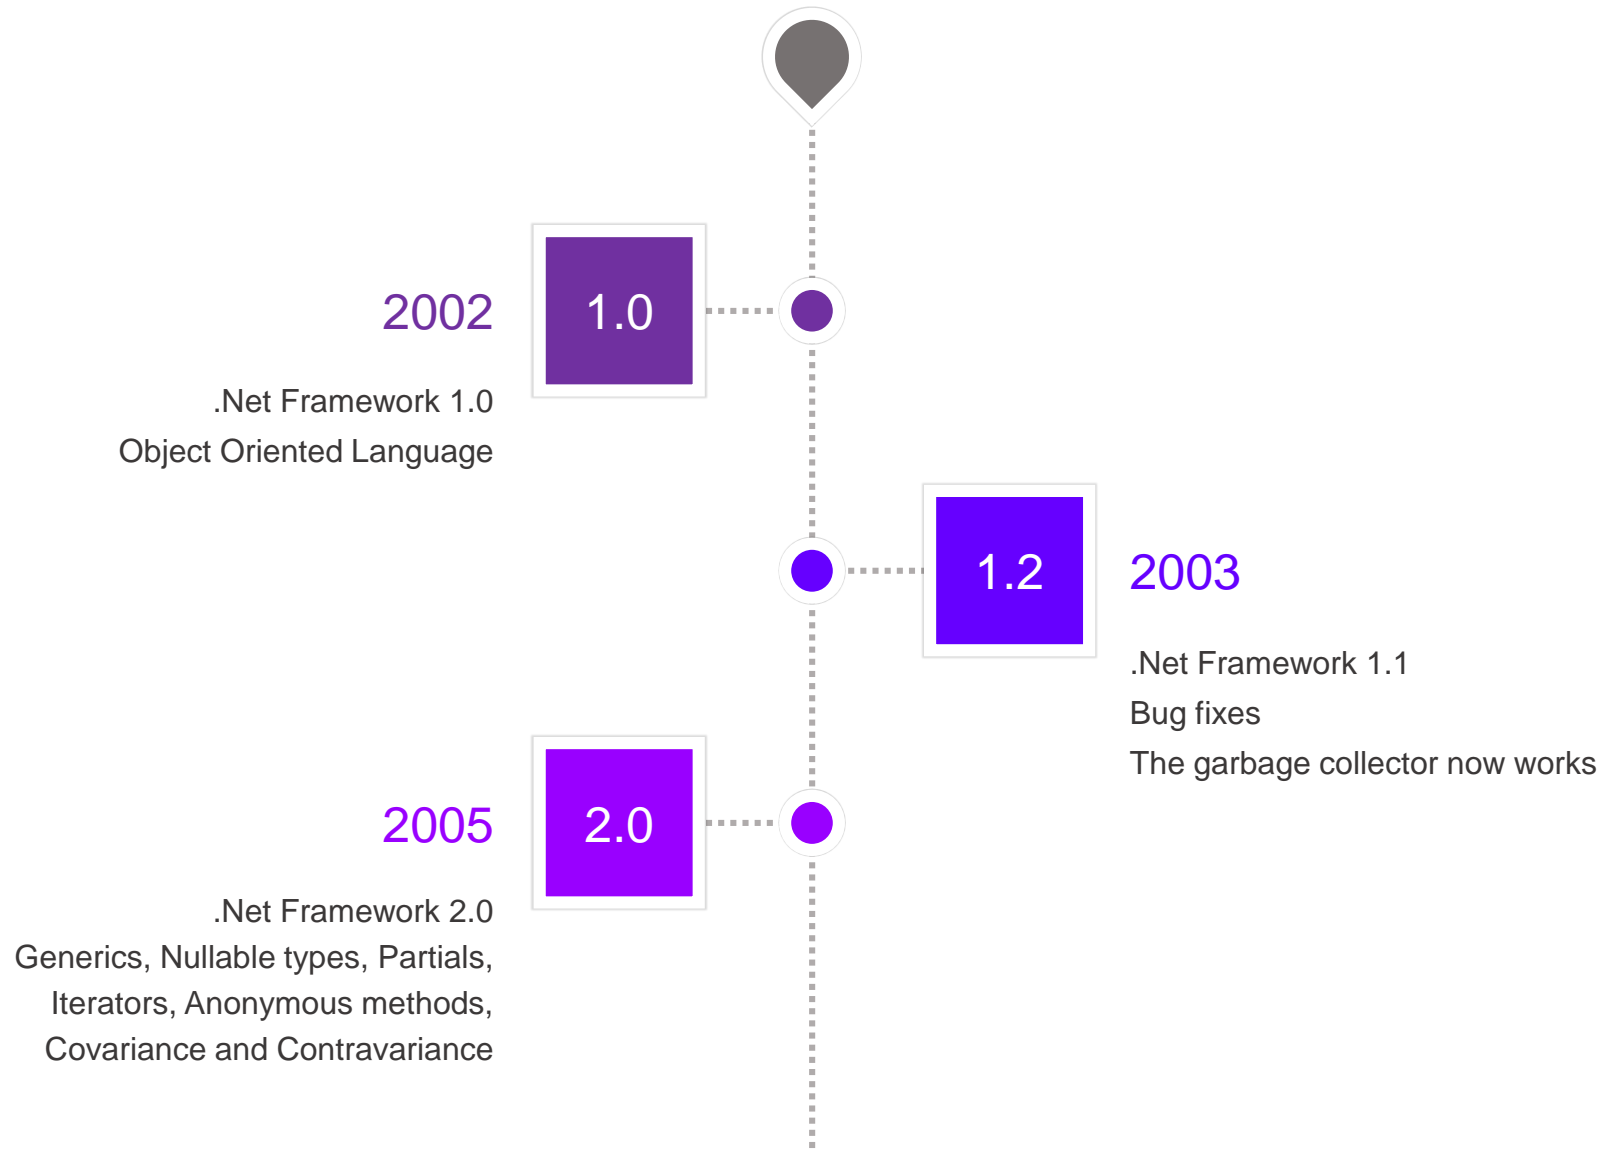 2002
1.0
.Net Framework 1.0
Object Oriented Language
1.2
2003
.Net Framework 1.1
Bug fixes
The garbage collector now works
2005
2.0
.Net Framework 2.0
Generics, Nullable types, Partials,
Iterators, Anonymous methods,
Covariance and Contravariance